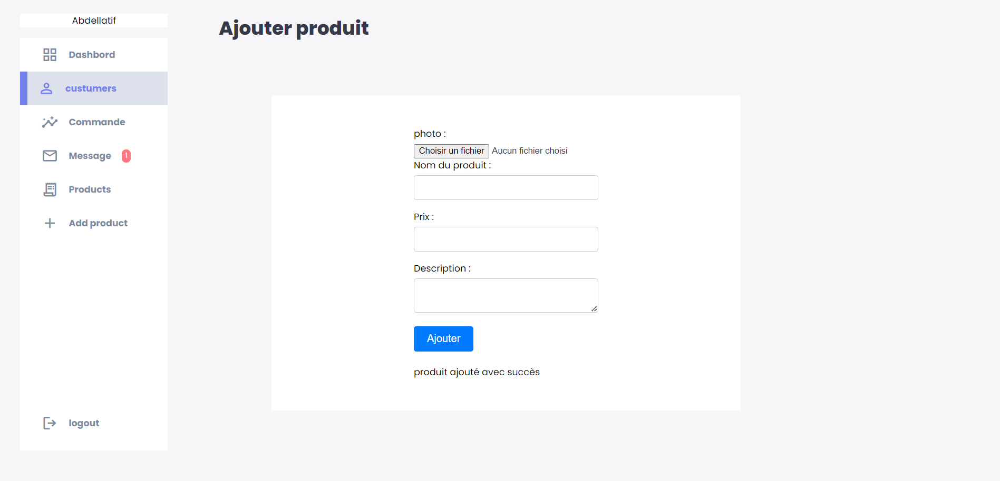 Abdellatif
Dashbord
custumers
Commande
Message 1
Products
Add product
logout
Ajouter produit
photo :
Choisir un fichier Aucun fichier choisi
Nom du produit :
Prix :
Description :
Ajouter
produit ajouté avec succès